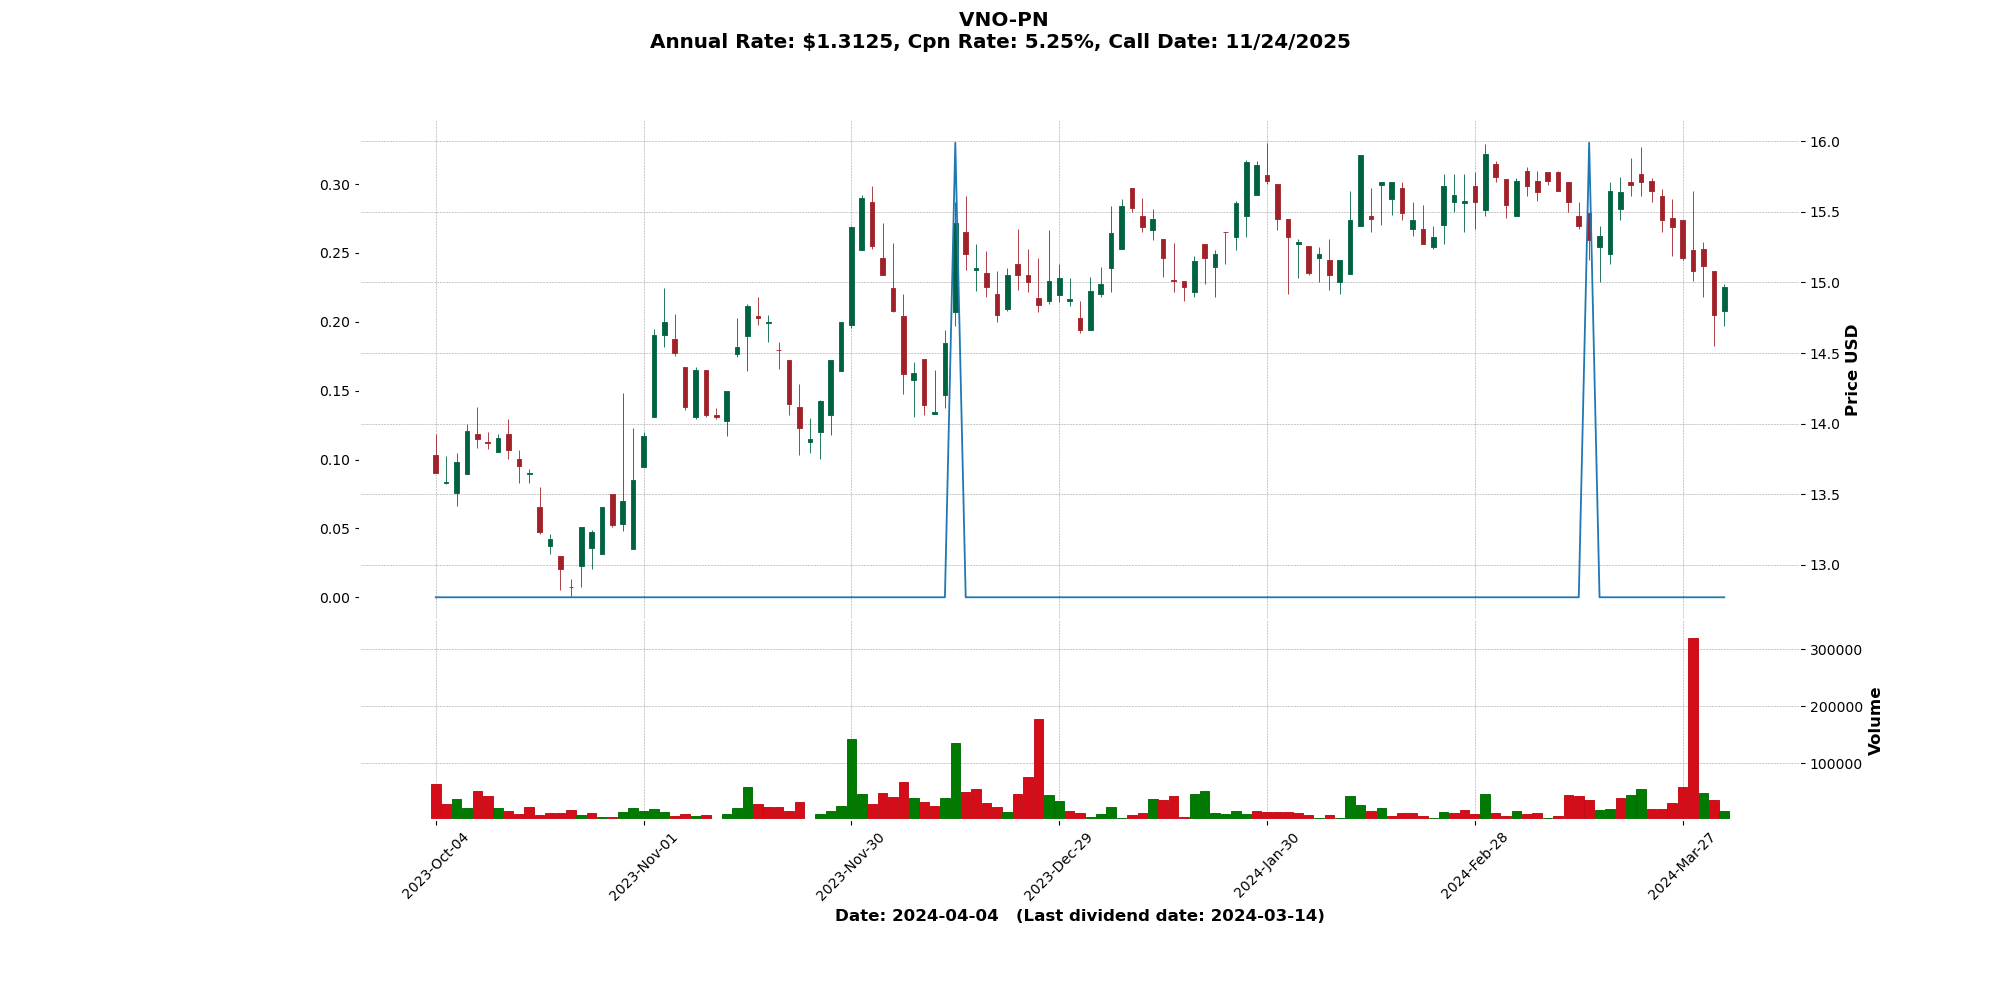 VNO-PN
Annual Rate: $1.3125, Cpn Rate: 5.25%, Call Date: 11/24/2025
0.30
0.25
0.20
0.15
0.10
0.05
0.00
16.0
15.5
15.0
14.5
14.0
13.5
13.0
Price USD
300000
200000
100000
Volume
2023-Oct-04
2023-Nov-01
2023-Nov-30
2023-Dec-29
2024-Jan-30
2024-Feb-28
2024-Mar-27
Date: 2024-04-04   (Last dividend date: 2024-03-14)